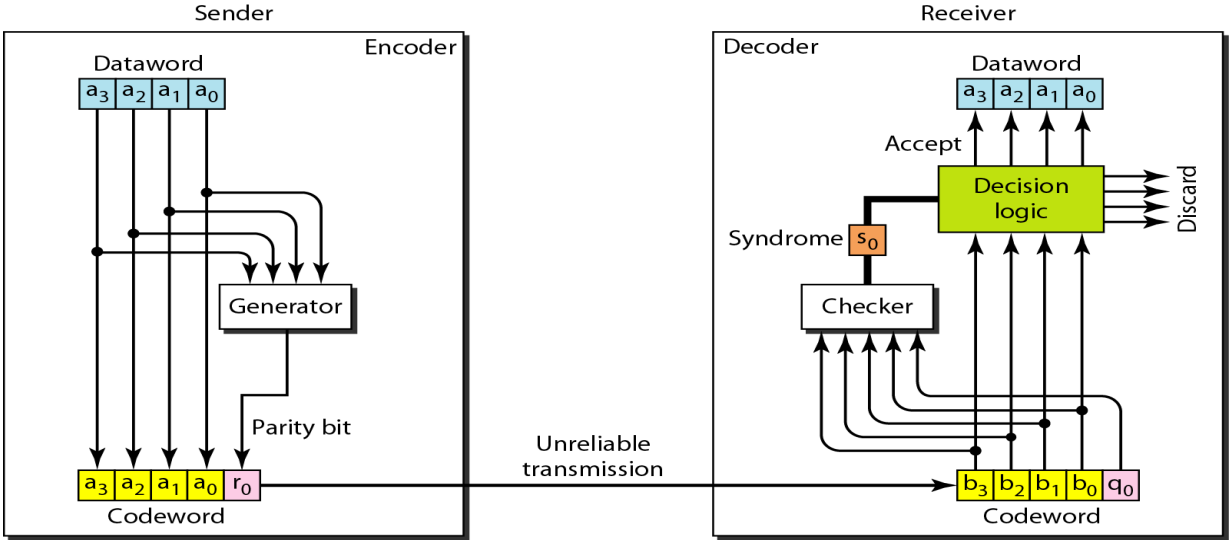 Sender
Encoder
Dataword
a₃ a₂ a₁ a₀
Generator
Parity bit
a₃ a₂ a₁ a₀ r₀
Codeword
Unreliable
transmission
Receiver
Decoder
Dataword
a₃ a₂ a₁ a₀
Accept
Decision
logic
Discard
Syndrome
s₀
Checker
b₃ b₂ b₁ b₀ q₀
Codeword